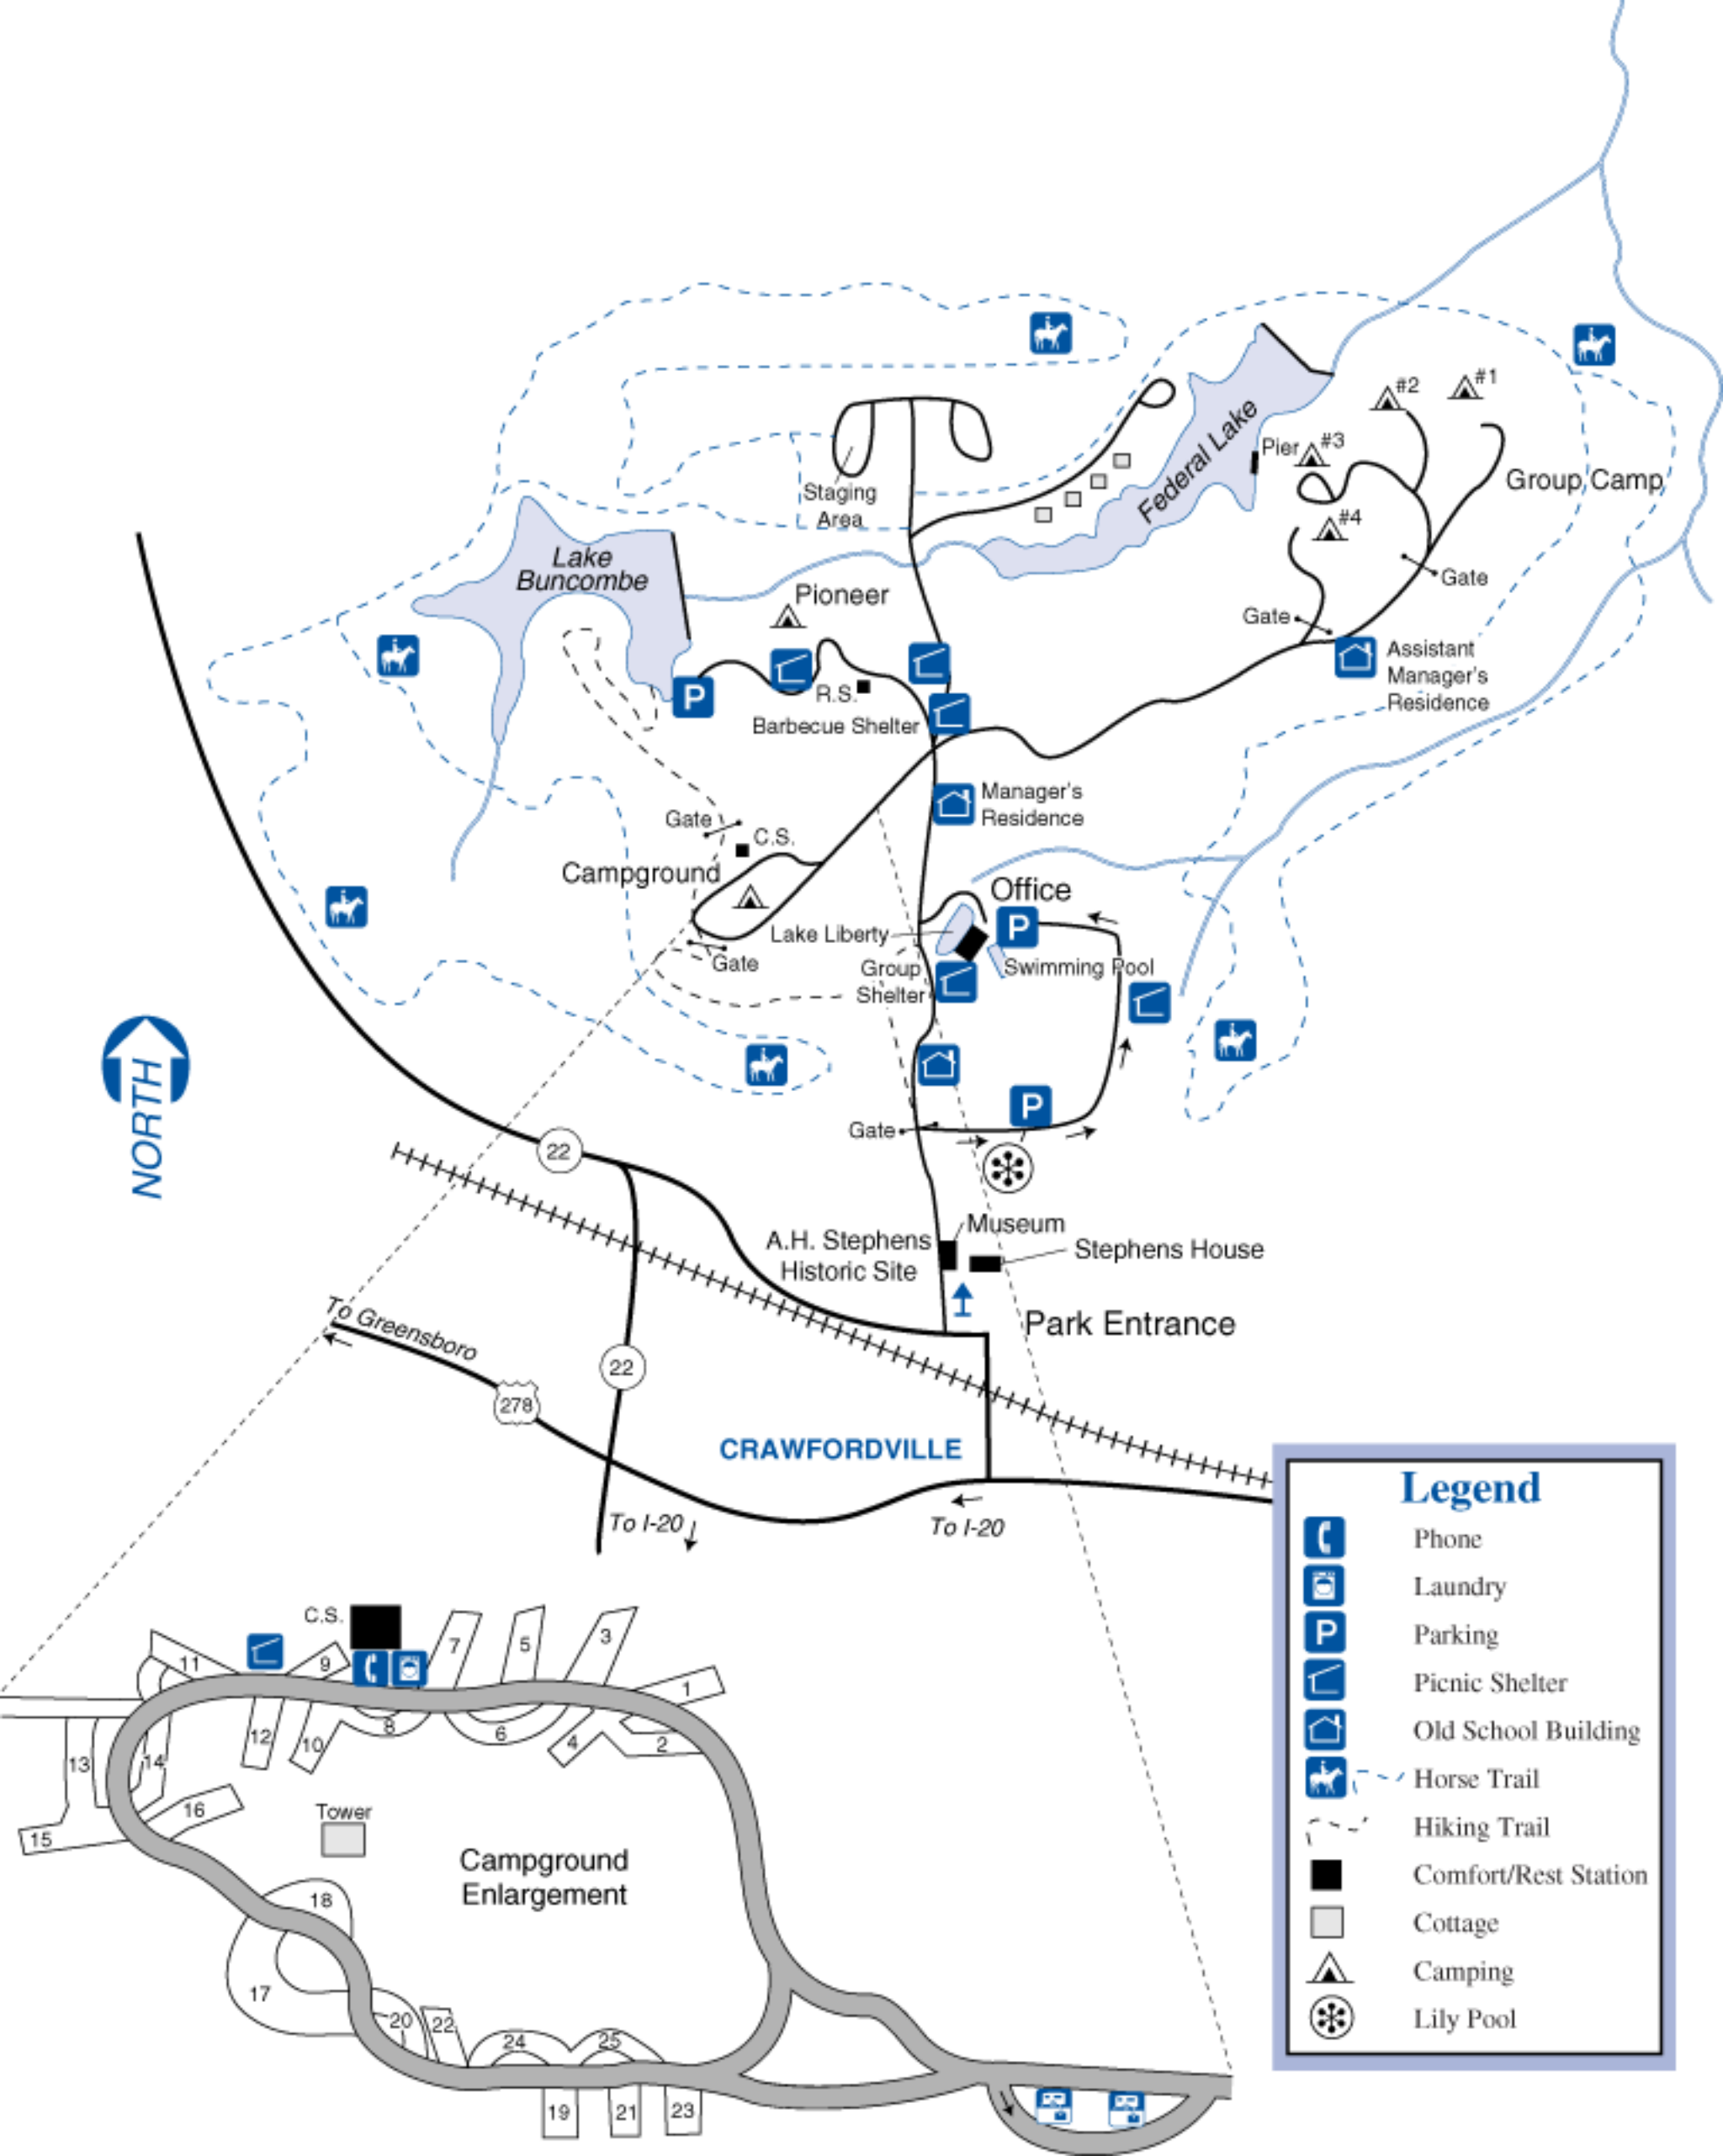 #2
#1
Pier
#3
Federal Lake
Group Camp
Staging
Area
#4
Lake
Buncombe
Gate
Pioneer
Gate
Assistant
Manager's
Residence
R.S.
P
Barbecue Shelter
Manager's
Residence
Gate
C.S.
Campground
Office
P
Lake Liberty
Swimming Pool
Gate
Group
Shelter
NORTH
P
Gate
22
Museum
A.H. Stephens
Historic Site
Stephens House
Park Entrance
To Greensboro
22
278
CRAWFORDVILLE
To I-20
To I-20
Legend
Phone
Laundry
P
Parking
Picnic Shelter
Old School Building
Horse Trail
Hiking Trail
Comfort/Rest Station
Cottage
Camping
Lily Pool
C.S.
7
5
3
11
9
1
8
6
4
2
12
10
13
14
16
15
Tower
Campground
Enlargement
18
17
20
22
24
25
19
21
23